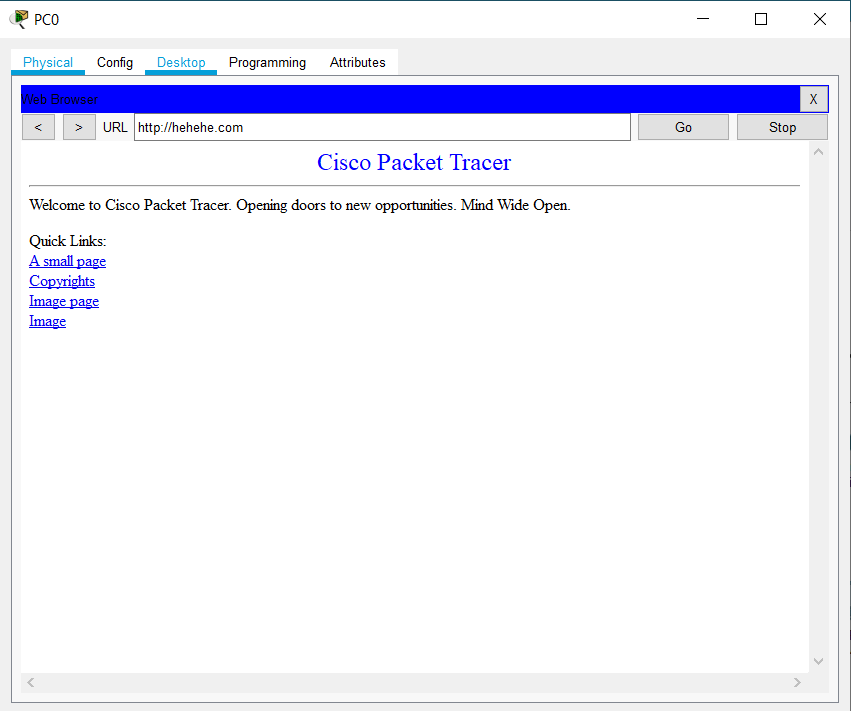 PC0
Physical Config Desktop Programming Attributes
Web Browser X
< > URL http://hehehe.com Go Stop
Cisco Packet Tracer
Welcome to Cisco Packet Tracer. Opening doors to new opportunities. Mind Wide Open.
Quick Links:
A small page
Copyrights
Image page
Image